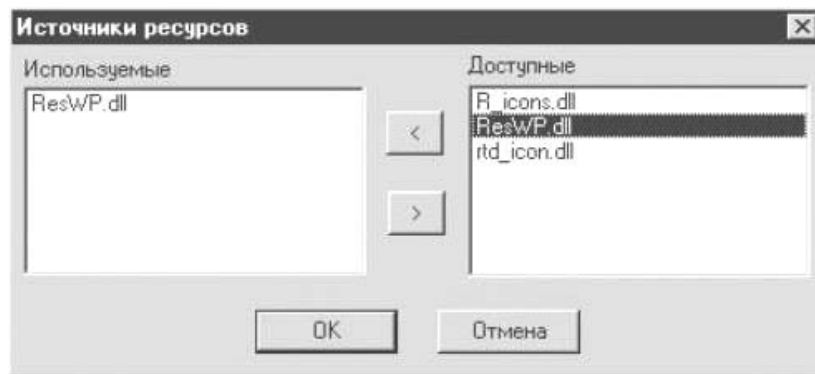 Источники ресурсов
Используемые
ResWP.dll
<
>
Доступные
R_icons.dll
ResWP.dll
rtd_icon.dll
OK
Отмена